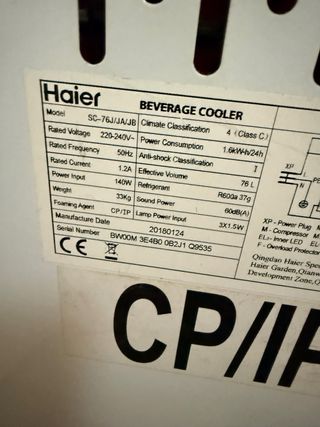 Haier
BEVERAGE COOLER
Model SC-76J/JA/JB Climate Classification 4 (Class C)
Rated Voltage 220-240V~ Power Consumption 1.6kWh/24h
Rated Frequency 50Hz Anti-shock Classification I
Rated Current 1.2A Effective Volume 76 L
Power Input 140W Refrigerant R600a 37g
Weight 33Kg Sound Power 60dB(A)
Foaming Agent CP/IP Lamp Power Input 3X1.5W
Manufacture Date 20180124
Serial Number BW00M 3E4B0 0B2J1 Q9535
CE
XP
XP - Power Plug
M - Compressor
EL - Inner LED
F - Overload Protector
Qingdao Haier
Haier Garden,
Development Zone,
CP/IP